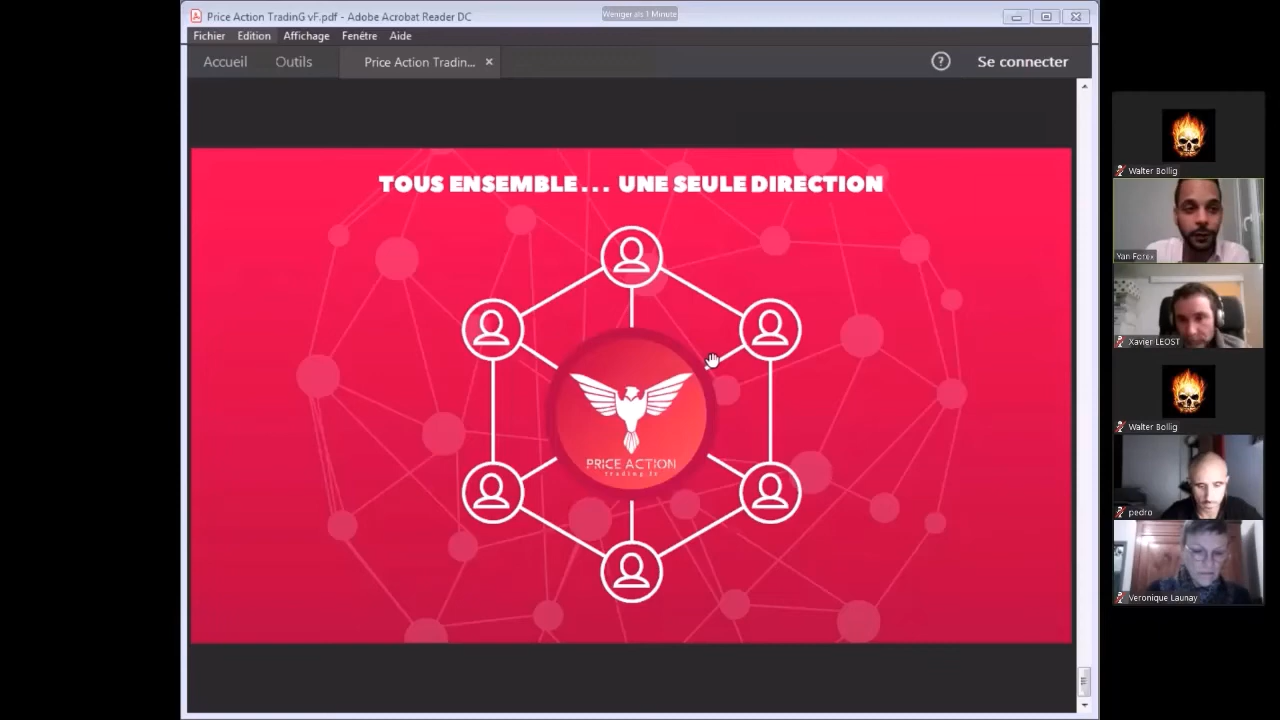 Price Action TradinG vF.pdf - Adobe Acrobat Reader DC
Weniger als 1 Minute
Fichier Edition Affichage Fenêtre Aide
Accueil Outils Price Action Tradin... × ? Se connecter
TOUS ENSEMBLE... UNE SEULE DIRECTION
PRICE ACTION
Trading.fr
Walter Bollig
Yan Forex
Xavier LEOST
Walter Bollig
pedro
Veronique Launay